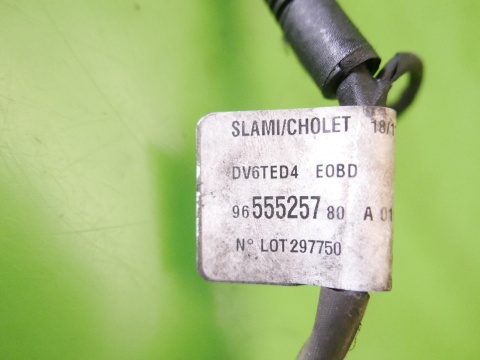 SLAMI/CHOLET 18/1
DV6TED4 EOBD
96 555257 80 A 01
N° LOT 297750